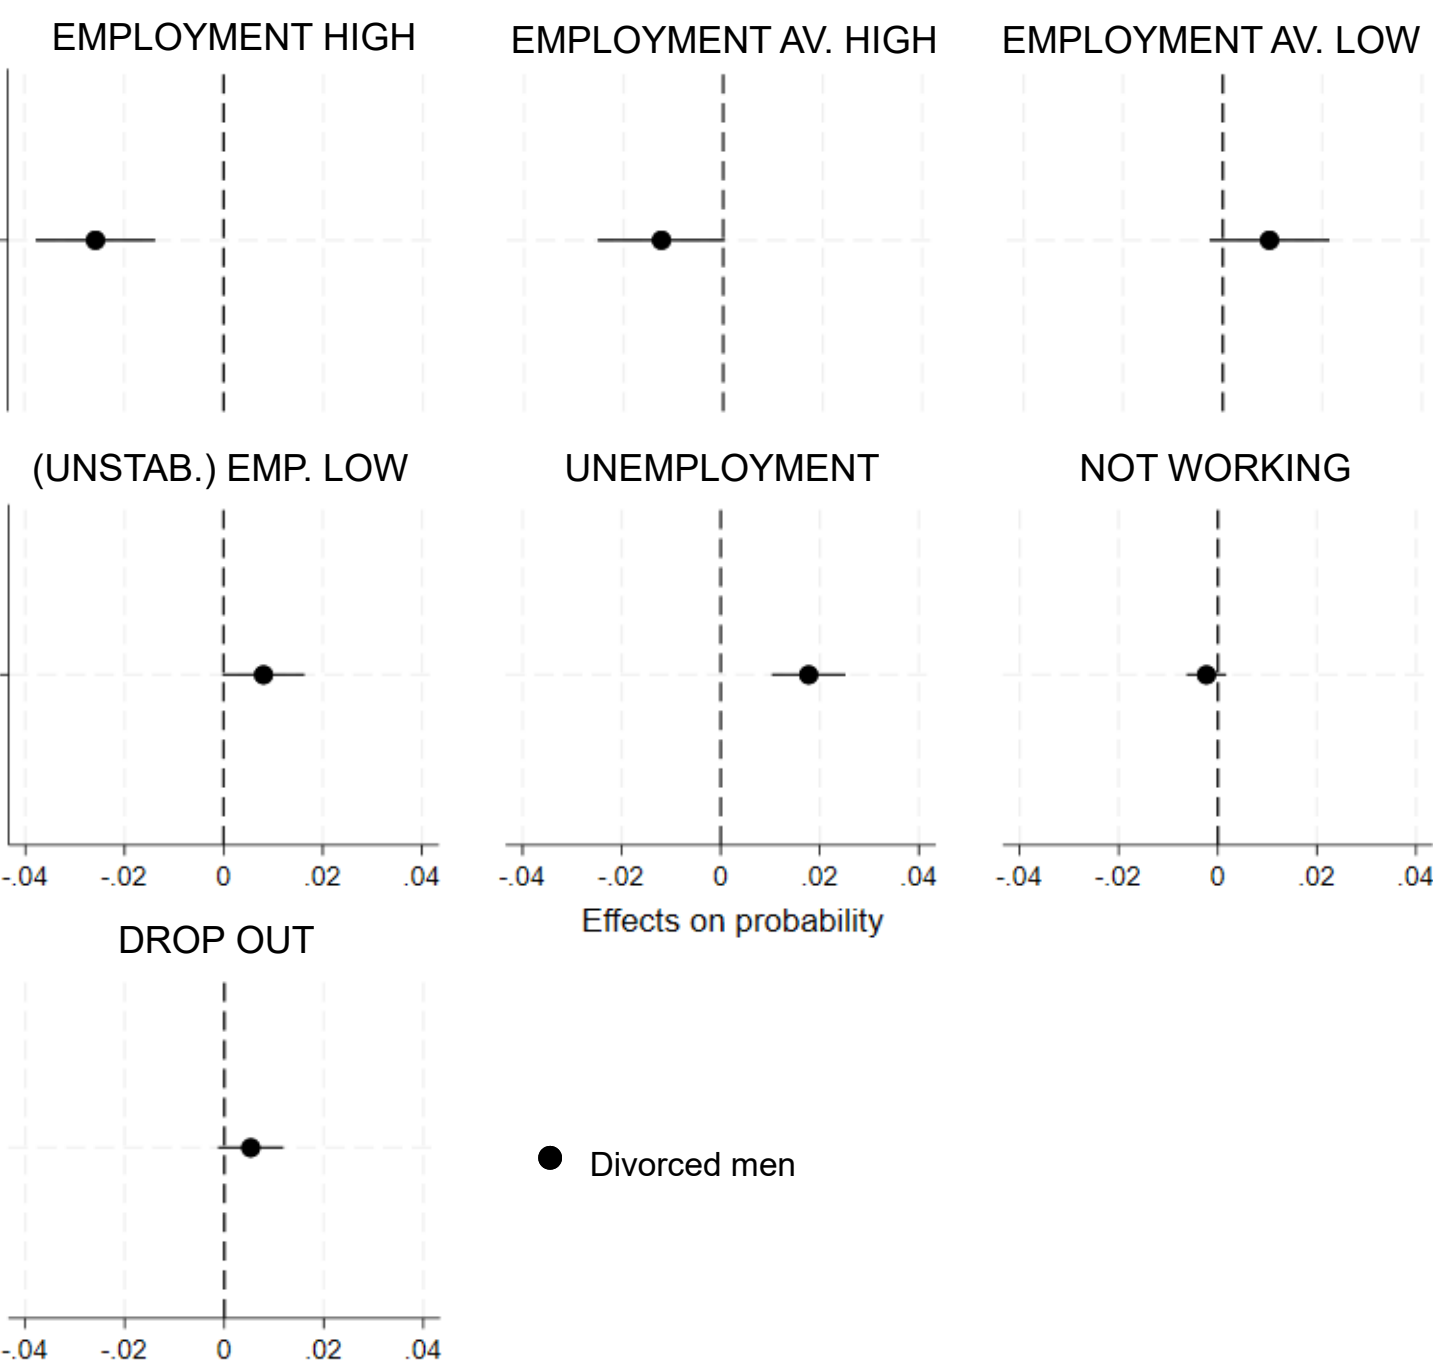 EMPLOYMENT HIGH EMPLOYMENT AV. HIGH EMPLOYMENT AV. LOW
(UNSTAB.) EMP. LOW UNEMPLOYMENT NOT WORKING
-.04 -.02 0 .02 .04 -.04 -.02 0 .02 .04 -.04 -.02 0 .02 .04
Effects on probability
DROP OUT
Divorced men
-.04 -.02 0 .02 .04